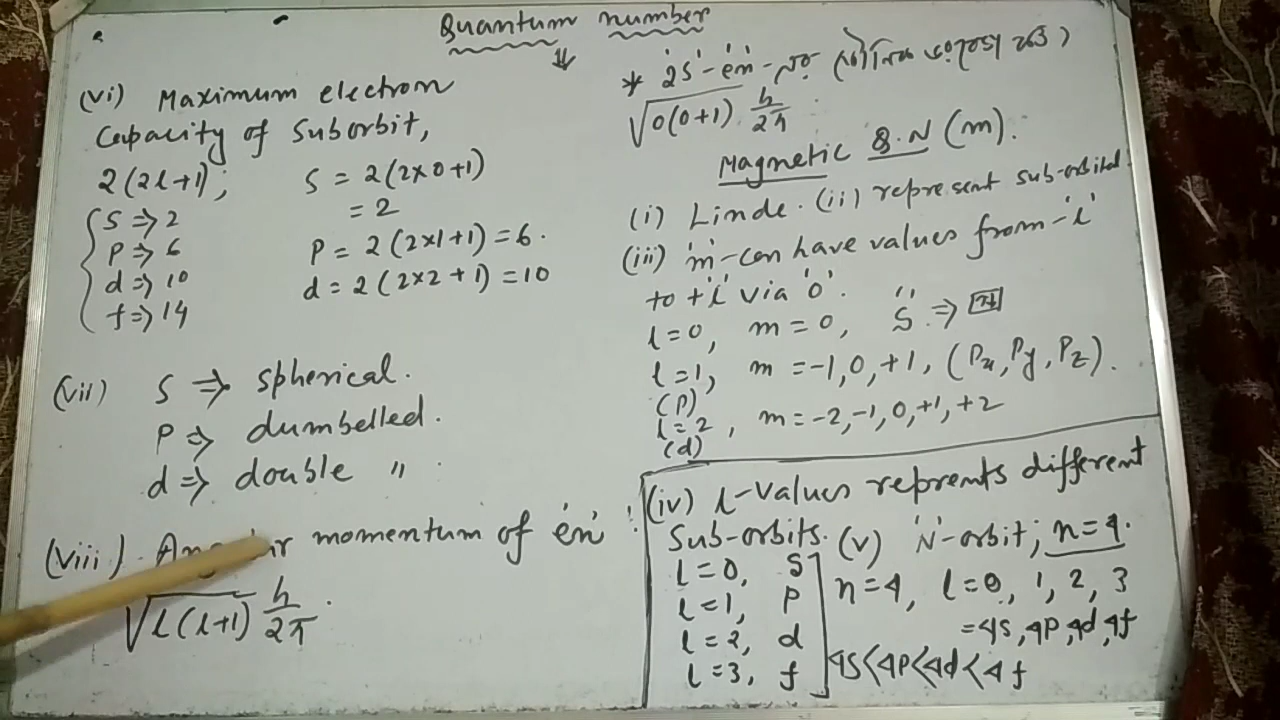 Quantum number
(vi) Maximum electron
Capacity of suborbit,
2(2l+1);
S = 2(2×0+1)
= 2
{ S ⇒ 2
P ⇒ 6
d ⇒ 10
f ⇒ 14
P = 2(2×1+1) = 6.
d = 2(2×2+1) = 10
(vii) S ⇒ spherical.
P ⇒ dumbelled.
d ⇒ double "
(viii). momentum of én
√l(l+1) h/2π.
* 2s - én -
√0(0+1) h/2π.
Magnetic Q.N (m).
(i) Linde. (ii) represent sub-orbital.
(iii) 'm'-can have values from -'l'
to +'l' via '0'.
l=0, m=0, S ⇒
l=1, m = -1, 0, +1, (Px, Py, Pz).
(P)
l=2, m = -2, -1, 0, +1, +2
(d)
(iv) l-values reprents different
Sub-orbits.
l=0, S
l=1, P
l=2, d
l=3, f
(v) 'N'-orbit; n=4.
n=4, l=0, 1, 2, 3
=4s, 4p, 4d, 4f
4S<4P<4d<4f